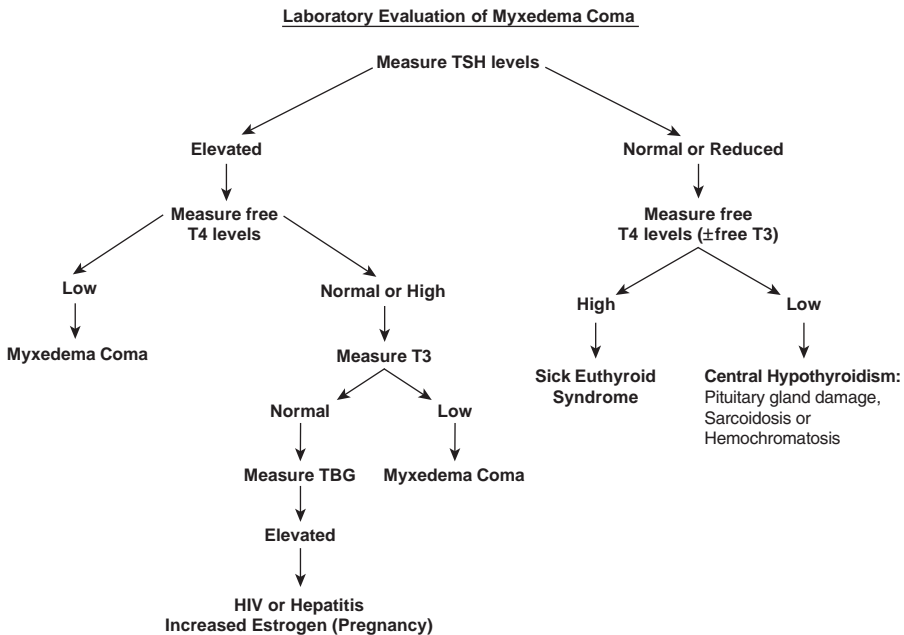 Laboratory Evaluation of Myxedema Coma
Measure TSH levels
Elevated
Normal or Reduced
Measure free
T4 levels
Measure free
T4 levels (±free T3)
Low
Normal or High
High
Low
Myxedema Coma
Measure T3
Sick Euthyroid
Syndrome
Central Hypothyroidism:
Pituitary gland damage,
Sarcoidosis or
Hemochromatosis
Normal
Low
Measure TBG
Myxedema Coma
Elevated
HIV or Hepatitis
Increased Estrogen (Pregnancy)